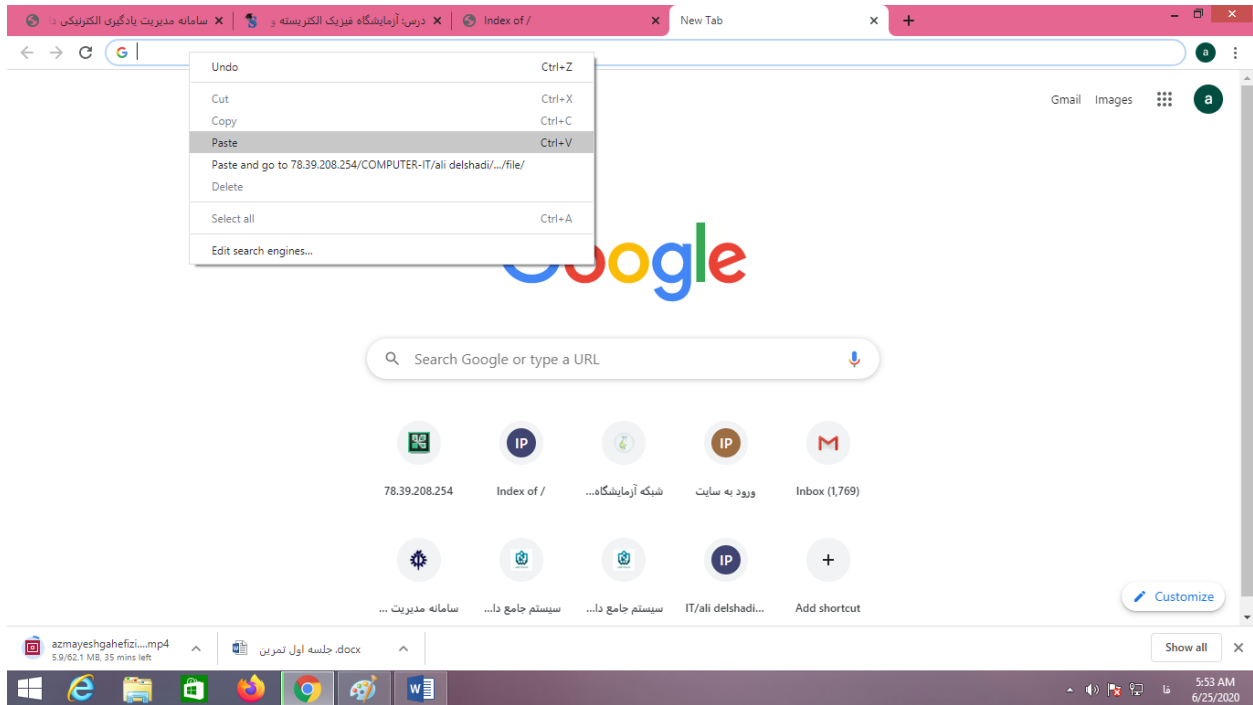 سامانه مدیریت یادگیری الکترنیکی دا
درس: آزمایشگاه فیزیک الکتریسته و
Index of /
New Tab
Undo Ctrl+Z
Cut Ctrl+X
Copy Ctrl+C
Paste Ctrl+V
Paste and go to 78.39.208.254/COMPUTER-IT/ali delshadi/.../file/
Delete
Select all Ctrl+A
Edit search engines...
a
Gmail Images
a
Google
Search Google or type a URL
78.39.208.254
IP
Index of /
شبکه آزمایشگاه...
IP
ورود به سایت
Inbox (1,769)
سامانه مدیریت ...
سیستم جامع دا...
سیستم جامع دا...
IP
IT/ali delshadi...
Add shortcut
Customize
azmayeshgahefizi....mp4
5.9/62.1 MB, 35 mins left
جلسه اول تمرین .docx
Show all
فا
5:53 AM
6/25/2020